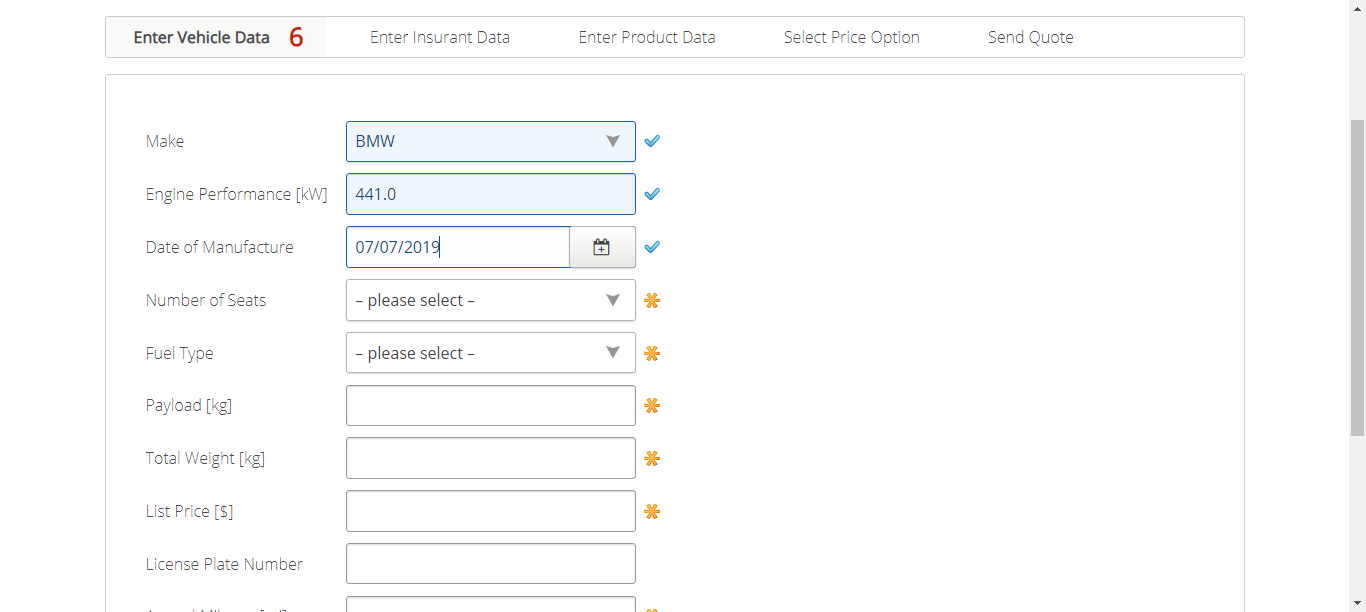 Enter Vehicle Data 6 Enter Insurant Data Enter Product Data Select Price Option Send Quote
Make BMW
Engine Performance [kW] 441.0
Date of Manufacture 07/07/2019
Number of Seats – please select –
Fuel Type – please select –
Payload [kg]
Total Weight [kg]
List Price [$]
License Plate Number